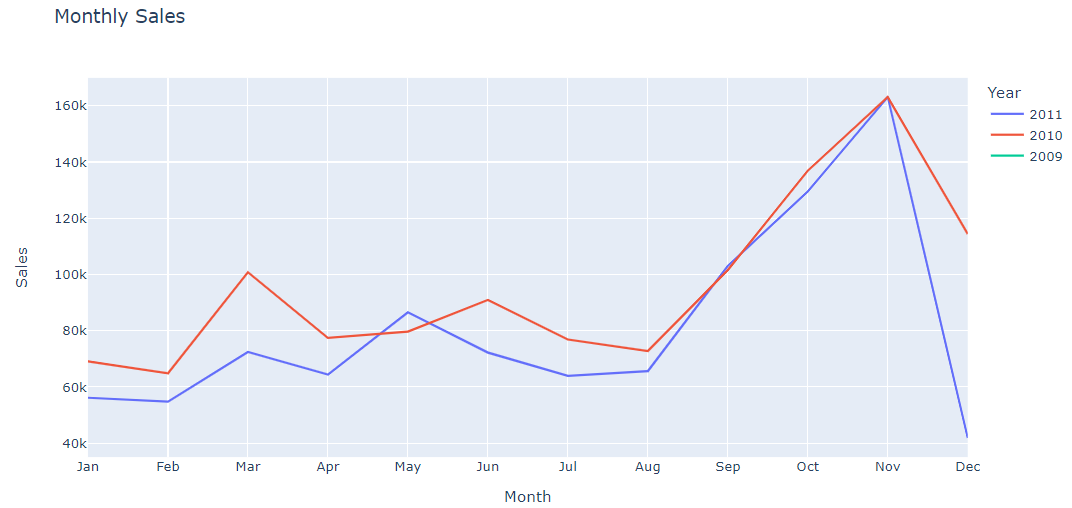 Monthly Sales
Year
2011
2010
2009
160k
140k
120k
100k
80k
60k
40k
Sales
Jan Feb Mar Apr May Jun Jul Aug Sep Oct Nov Dec
Month